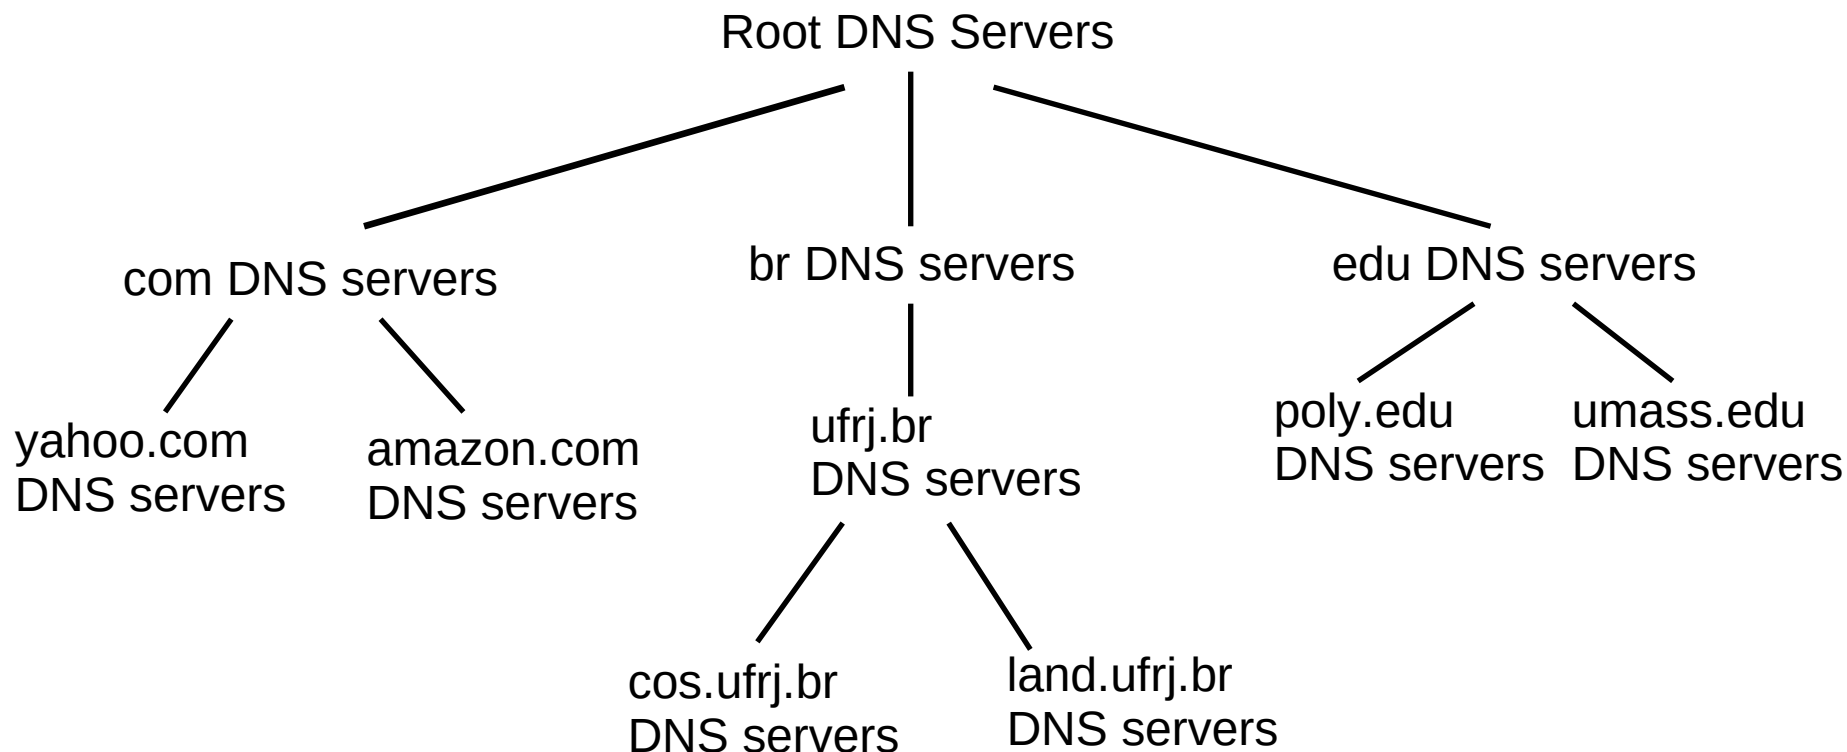 Root DNS Servers
com DNS servers
br DNS servers
edu DNS servers
yahoo.com
DNS servers
amazon.com
DNS servers
ufrj.br
DNS servers
poly.edu
DNS servers
umass.edu
DNS servers
cos.ufrj.br
DNS servers
land.ufrj.br
DNS servers